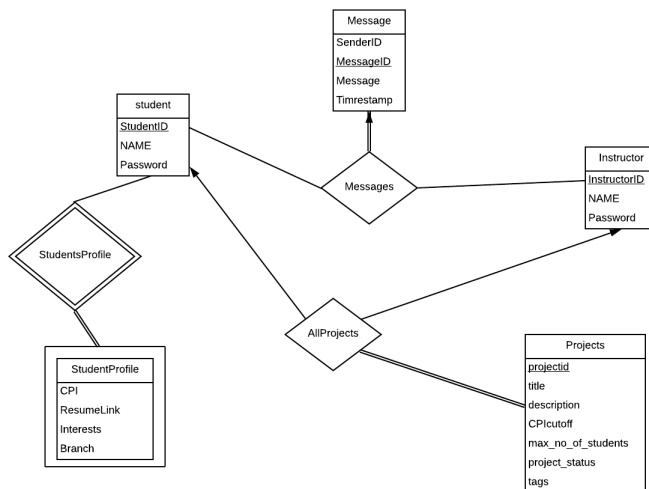 Message
SenderID
MessageID
Message
Timrestamp
student
StudentID
NAME
Password
Messages
Instructor
InstructorID
NAME
Password
StudentsProfile
AllProjects
StudentProfile
CPI
ResumeLink
Interests
Branch
Projects
projectid
title
description
CPIcutoff
max_no_of_students
project_status
tags